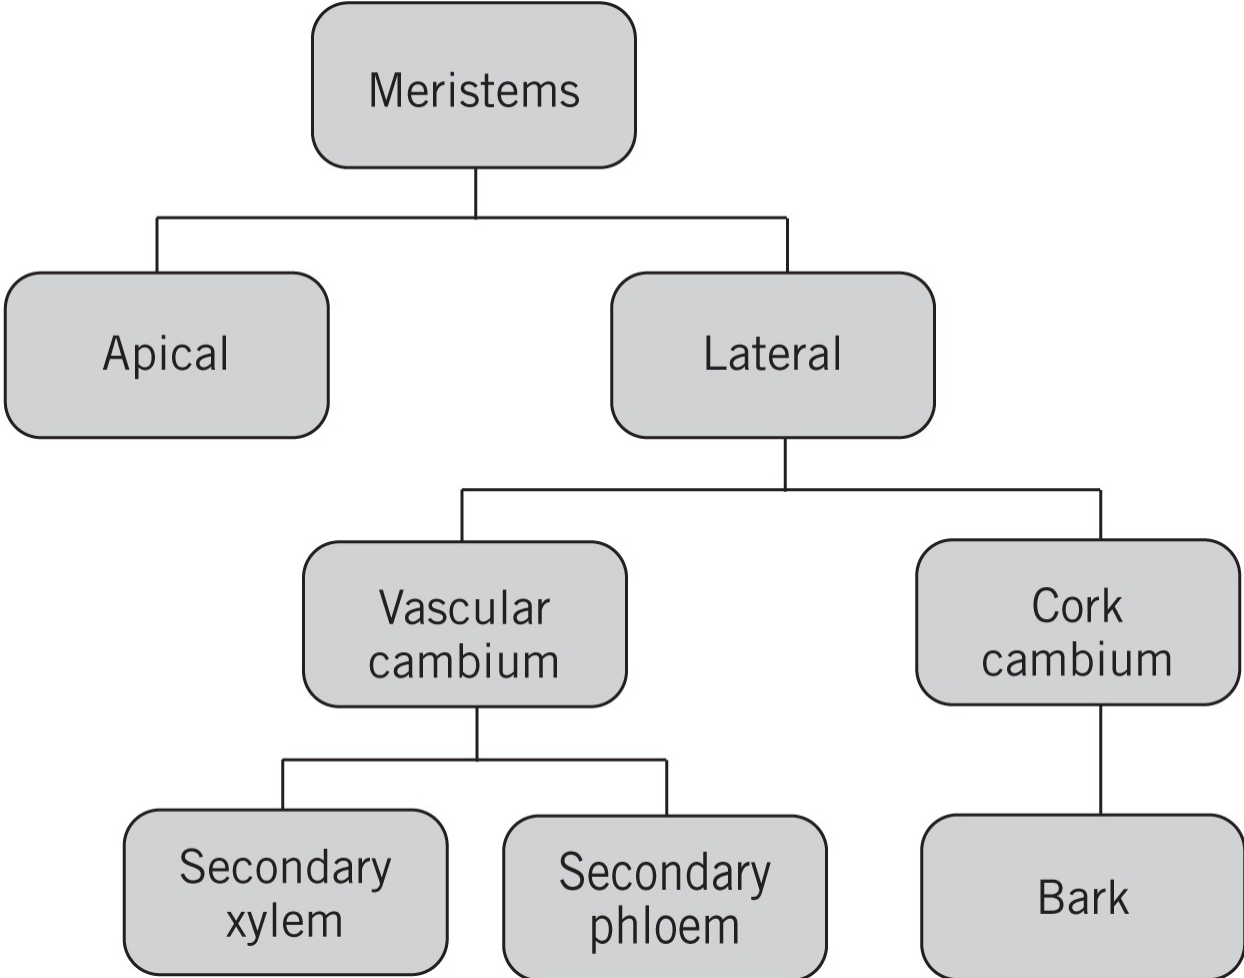 Meristems
Apical
Lateral
Vascular
cambium
Cork
cambium
Secondary
xylem
Secondary
phloem
Bark